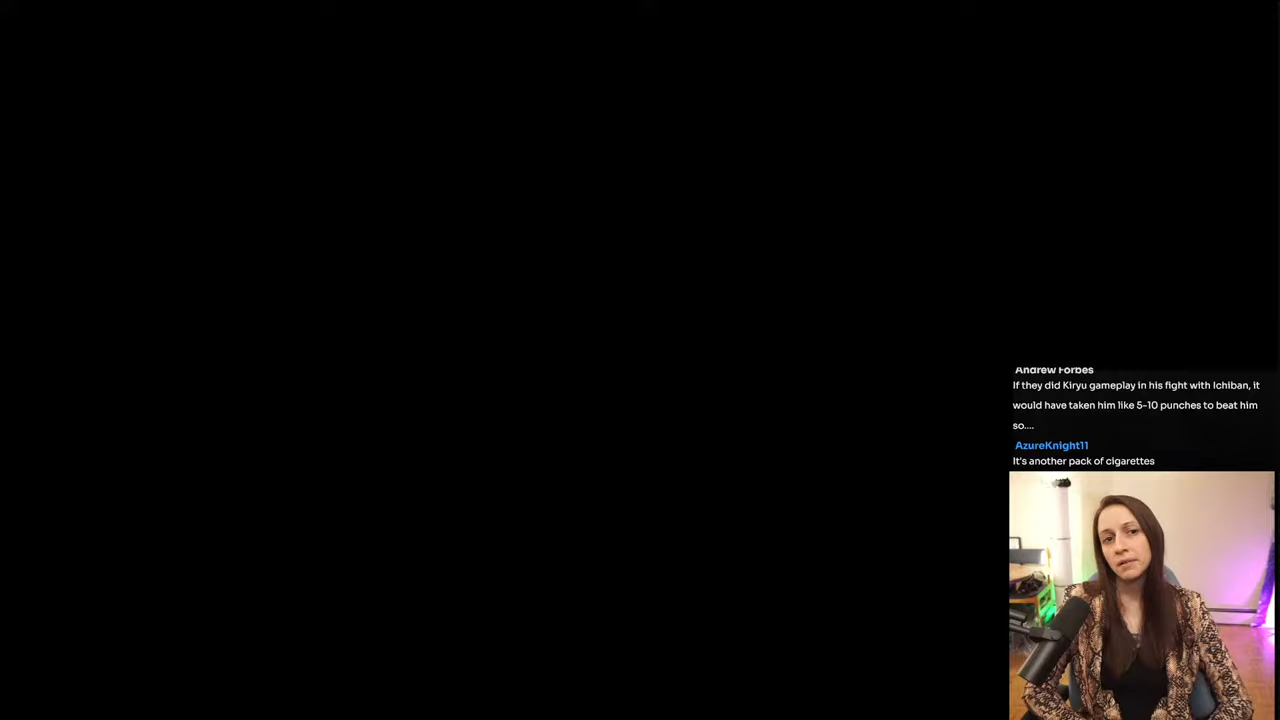 Andrew Forbes
If they did Kiryu gameplay in his fight with Ichiban, it
would have taken him like 5-10 punches to beat him
so....
AzureKnight11
It's another pack of cigarettes